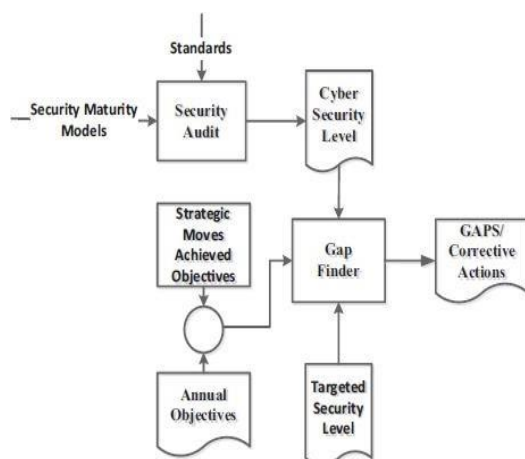 Standards
Security Maturity
Models
Security
Audit
Cyber
Security
Level
Strategic
Moves
Achieved
Objectives
Gap
Finder
GAPS/
Corrective
Actions
Annual
Objectives
Targeted
Security
Level